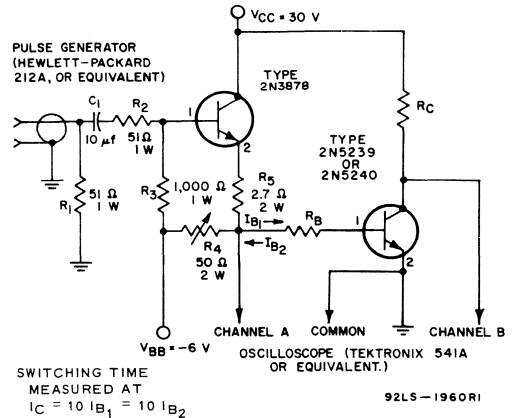 VCC = 30 V
PULSE GENERATOR
(HEWLETT-PACKARD
212A, OR EQUIVALENT)
TYPE
2N3878
C1
10 µf
R2
51Ω
1 W
1
2
RC
TYPE
2N5239
OR
2N5240
R1
51 Ω
1 W
R3
1,000 Ω
1 W
R5
2.7 Ω
2 W
IB1
IB2
RB
1
2
R4
50 Ω
2 W
VBB = -6 V
CHANNEL A
COMMON
CHANNEL B
OSCILLOSCOPE (TEKTRONIX 541A
OR EQUIVALENT.)
SWITCHING TIME
MEASURED AT
IC = 10 IB1 = 10 IB2
92LS-1960R1